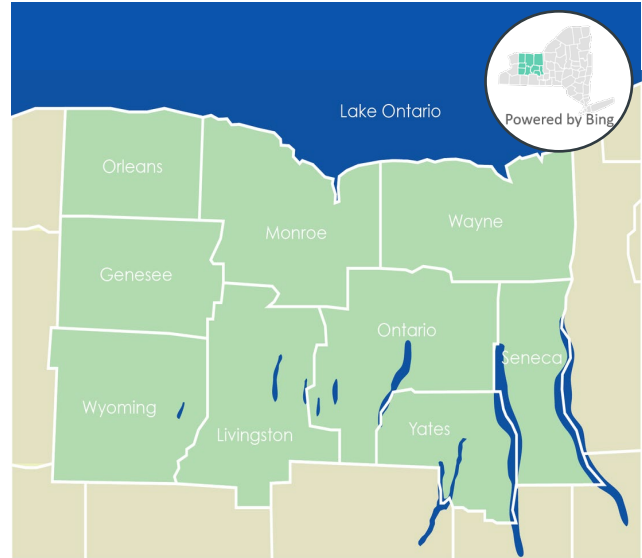 Lake Ontario
Powered by Bing
Orleans
Monroe
Wayne
Genesee
Ontario
Seneca
Wyoming
Livingston
Yates